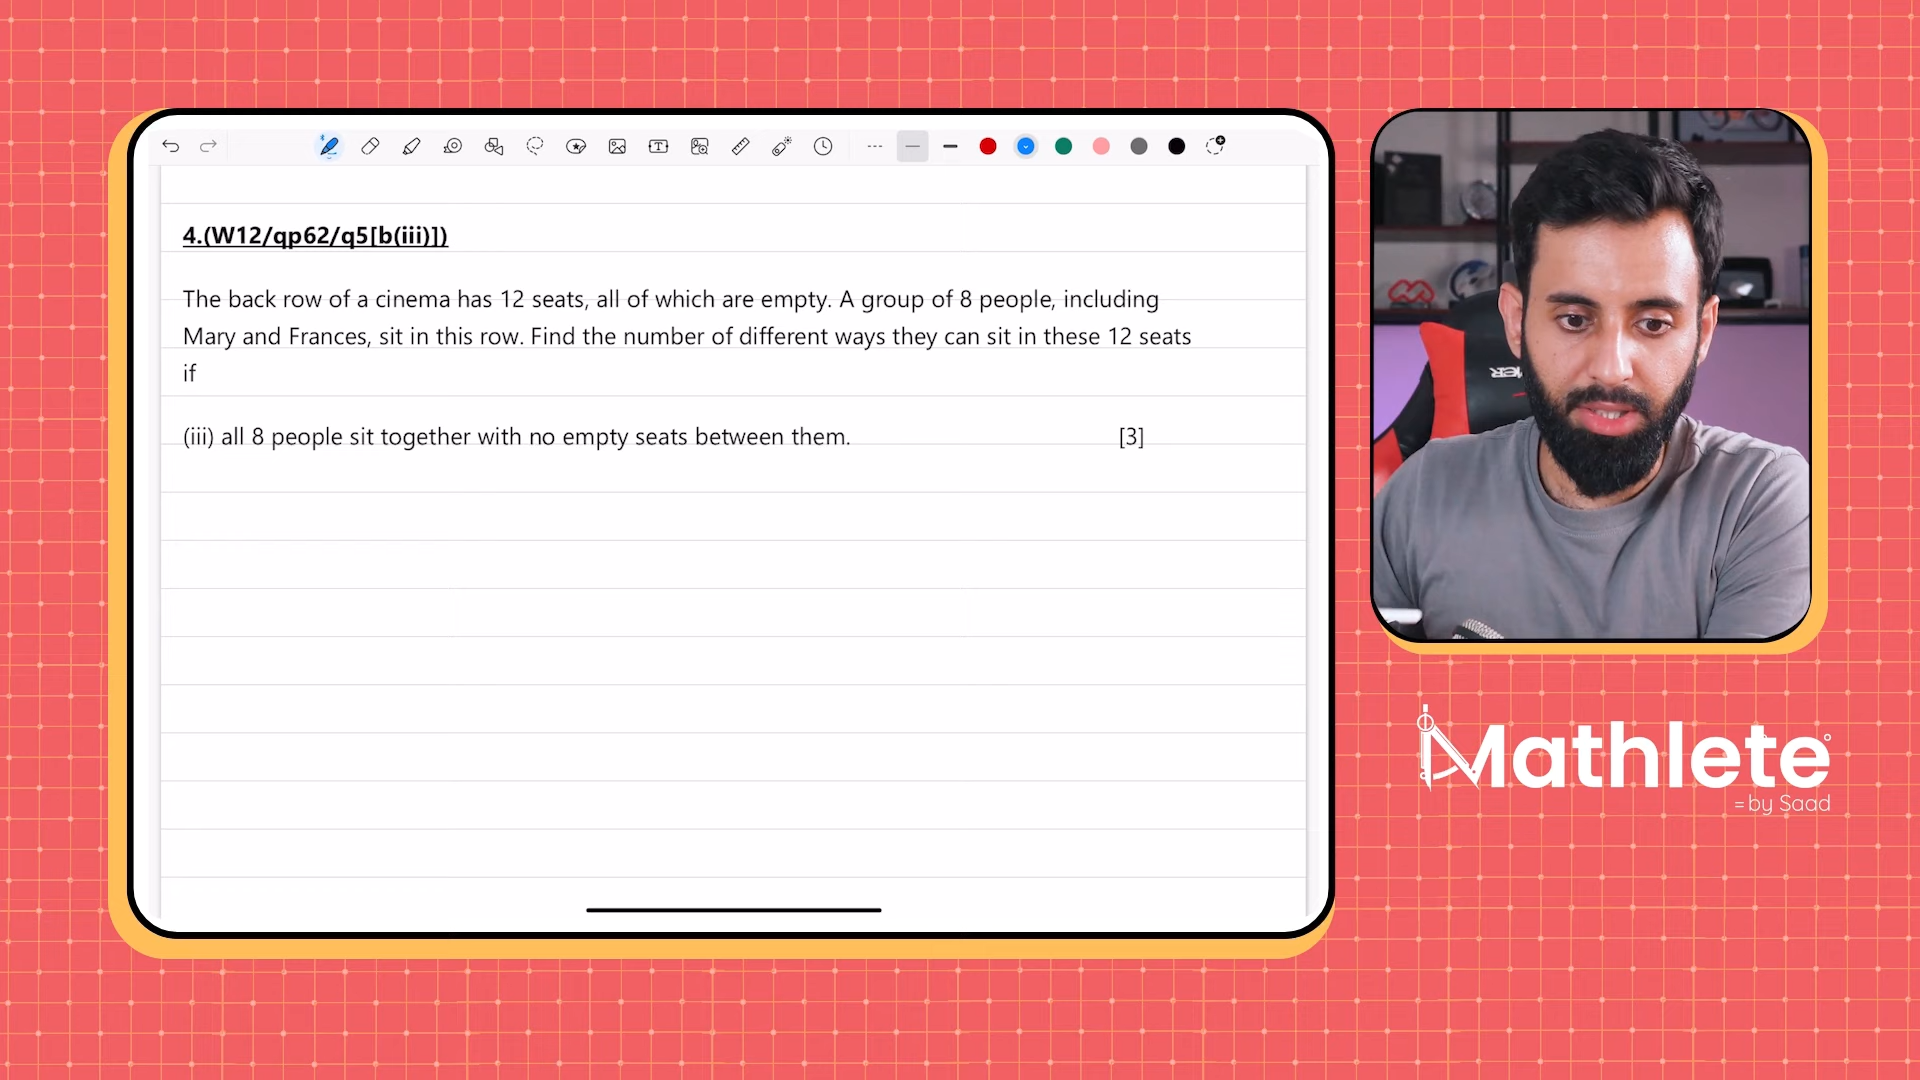 4.(W12/qp62/q5[b(iii)])
The back row of a cinema has 12 seats, all of which are empty. A group of 8 people, including
Mary and Frances, sit in this row. Find the number of different ways they can sit in these 12 seats
if
(iii) all 8 people sit together with no empty seats between them. [3]
Mathlete
=by Saad